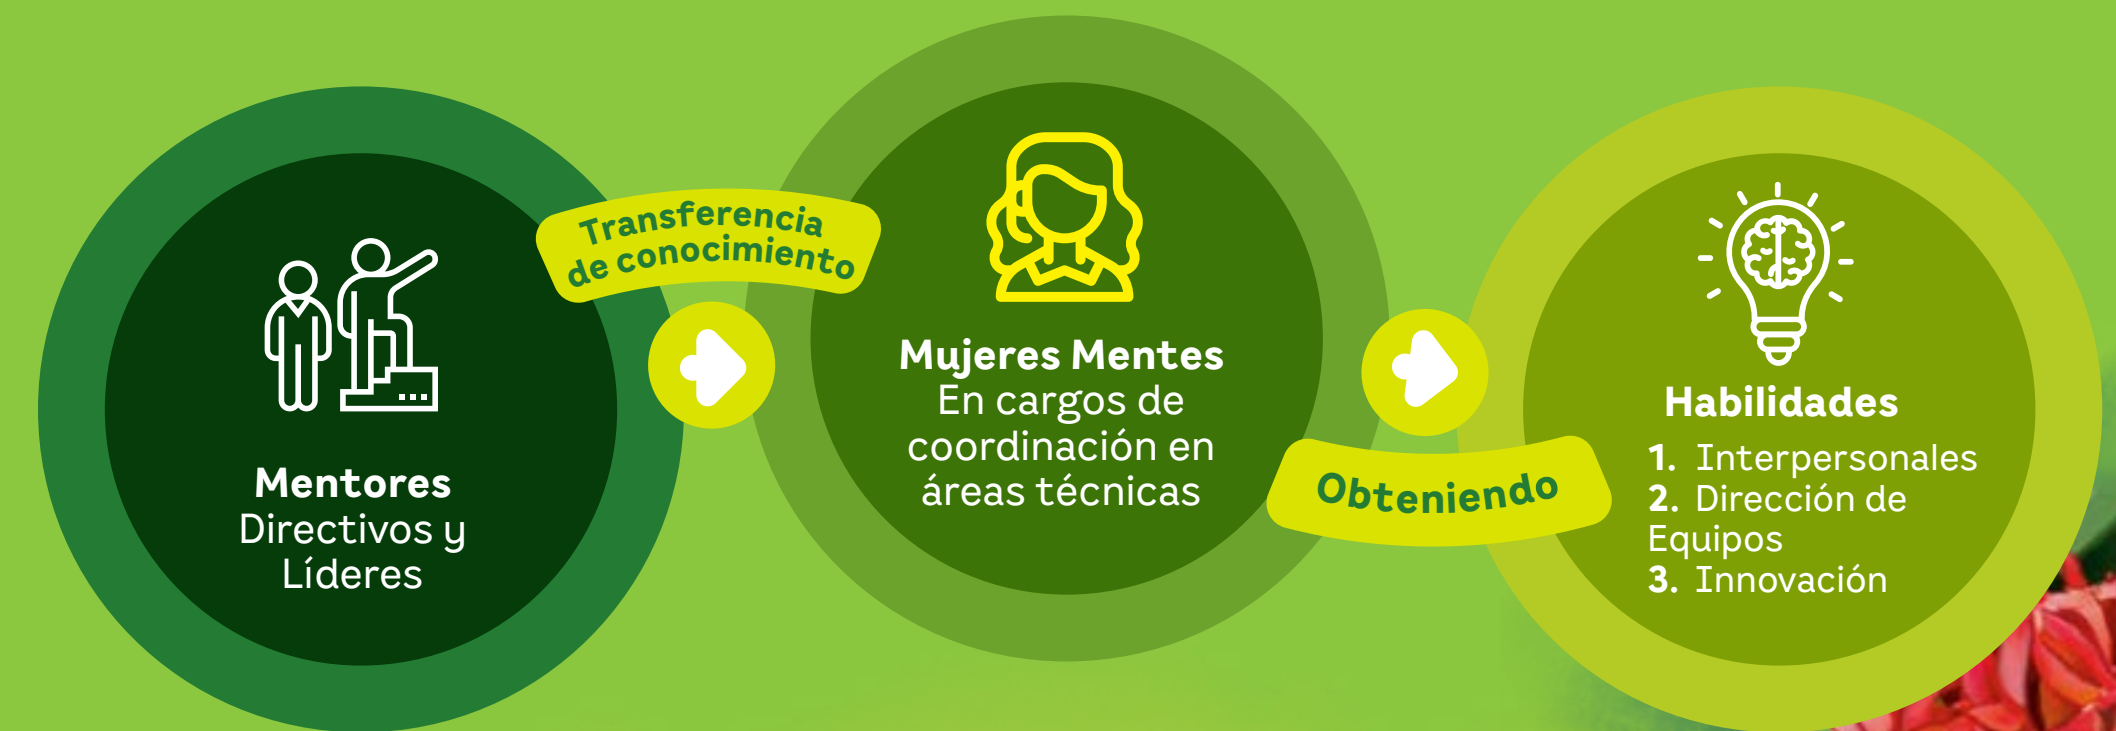 Mentores
Directivos y
Líderes
Transferencia
de conocimiento
Mujeres Mentes
En cargos de
coordinación en
áreas técnicas
Obteniendo
Habilidades
1. Interpersonales
2. Dirección de
Equipos
3. Innovación